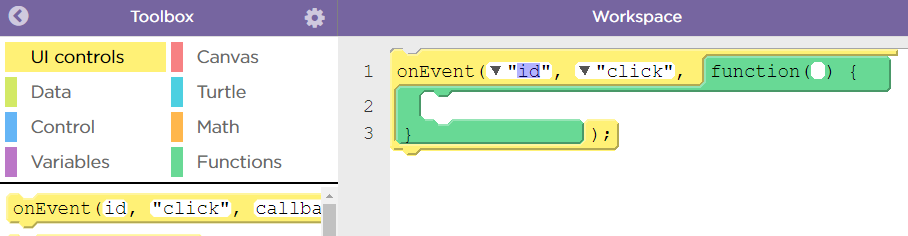 Toolbox
Workspace
UI controls
Canvas
Data
Turtle
Control
Math
Variables
Functions
onEvent(id, "click", callba
1 onEvent(▼"id", ▼"click", function( ) {
2
3 } );